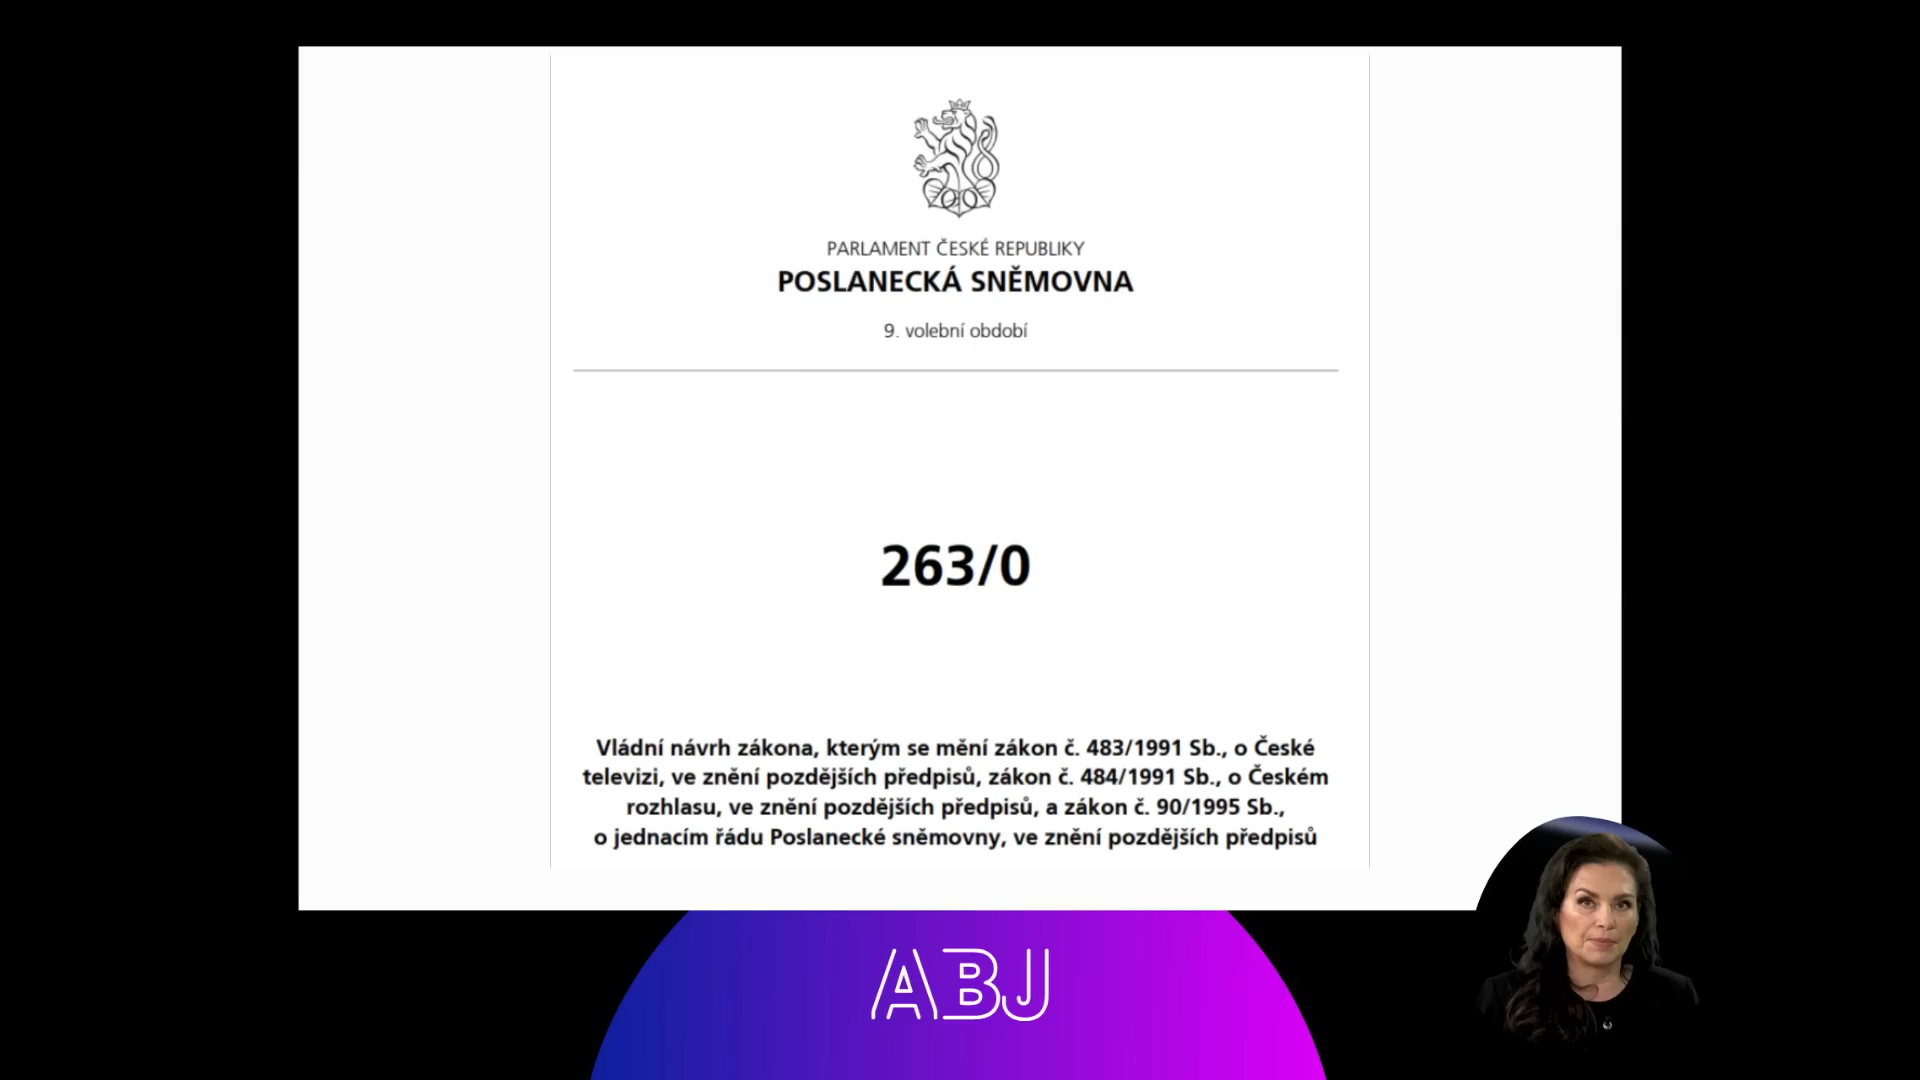 PARLAMENT ČESKÉ REPUBLIKY
POSLANECKÁ SNĚMOVNA
9. volební období
263/0
Vládní návrh zákona, kterým se mění zákon č. 483/1991 Sb., o České
televizi, ve znění pozdějších předpisů, zákon č. 484/1991 Sb., o Českém
rozhlasu, ve znění pozdějších předpisů, a zákon č. 90/1995 Sb.,
o jednacím řádu Poslanecké sněmovny, ve znění pozdějších předpisů
ABJ